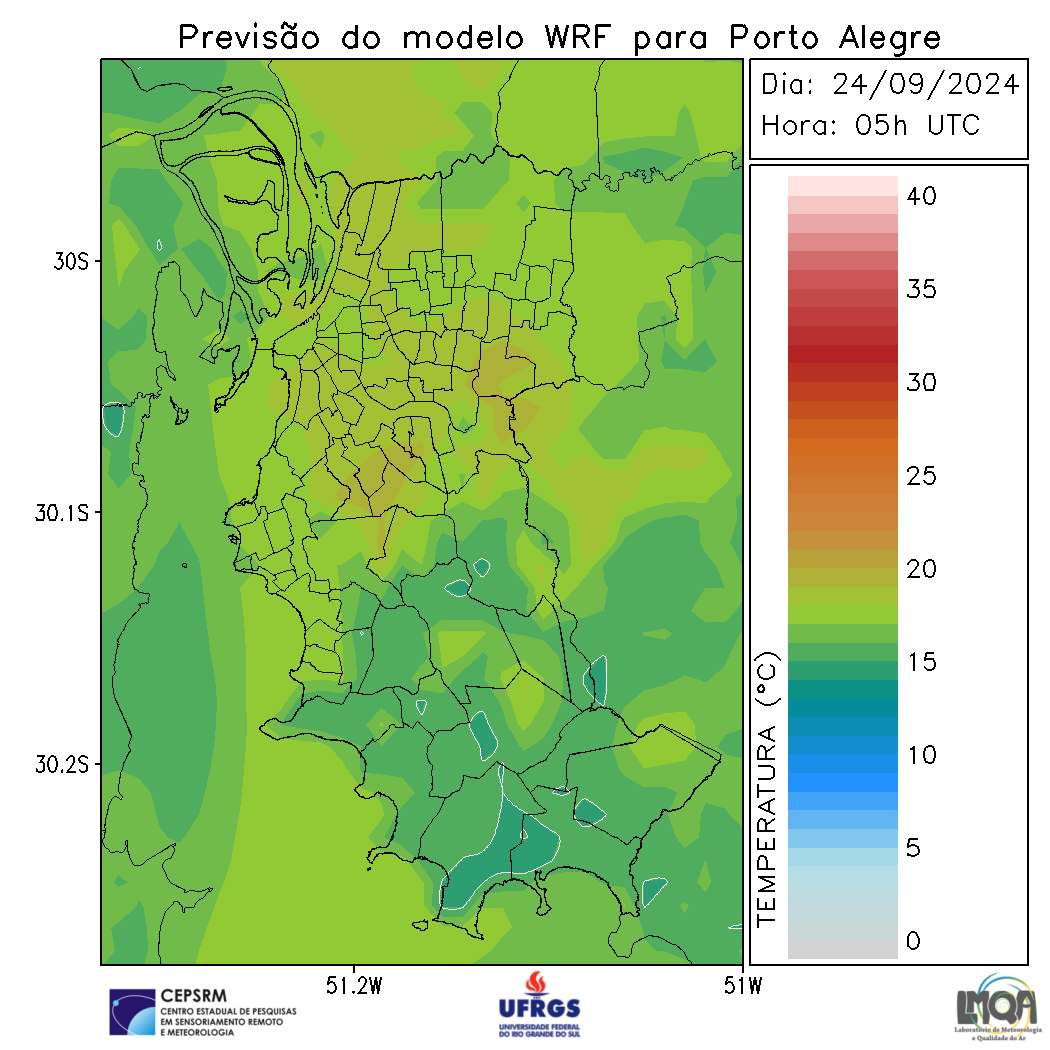 Previsão do modelo WRF para Porto Alegre
Dia: 24/09/2024
Hora: 05h UTC
40
35
30
25
20
15
10
5
0
TEMPERATURA (°C)
30S
30.1S
30.2S
51.2W
51W
CEPSRM
CENTRO ESTADUAL DE PESQUISAS
EM SENSORIAMENTO REMOTO
E METEOROLOGIA
UFRGS
UNIVERSIDADE FEDERAL
DO RIO GRANDE DO SUL
LMQA
Laboratório de Meteorologia
e Qualidade do Ar